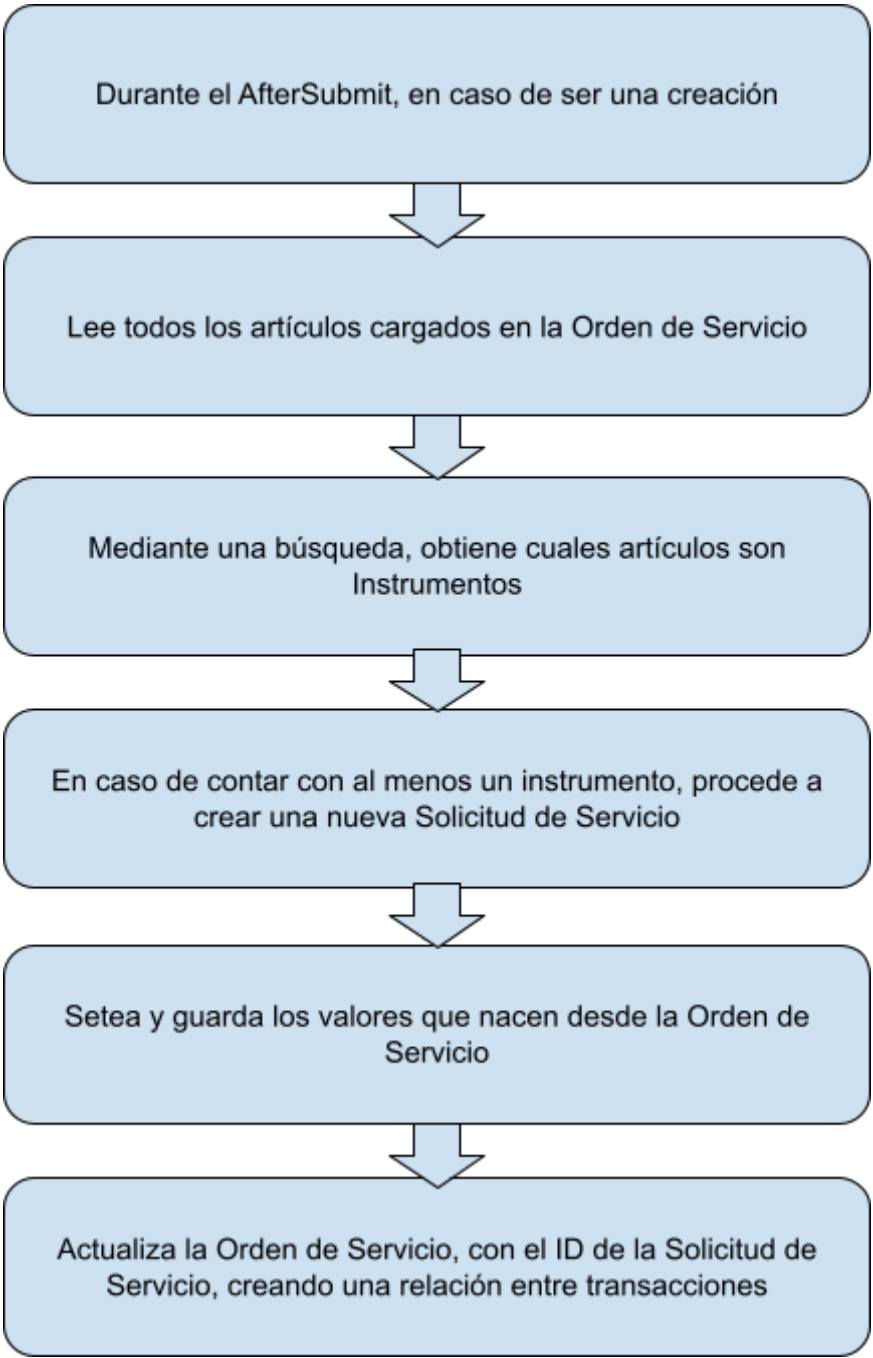 Durante el AfterSubmit, en caso de ser una creación
Lee todos los artículos cargados en la Orden de Servicio
Mediante una búsqueda, obtiene cuales artículos son
Instrumentos
En caso de contar con al menos un instrumento, procede a
crear una nueva Solicitud de Servicio
Setea y guarda los valores que nacen desde la Orden de
Servicio
Actualiza la Orden de Servicio, con el ID de la Solicitud de
Servicio, creando una relación entre transacciones